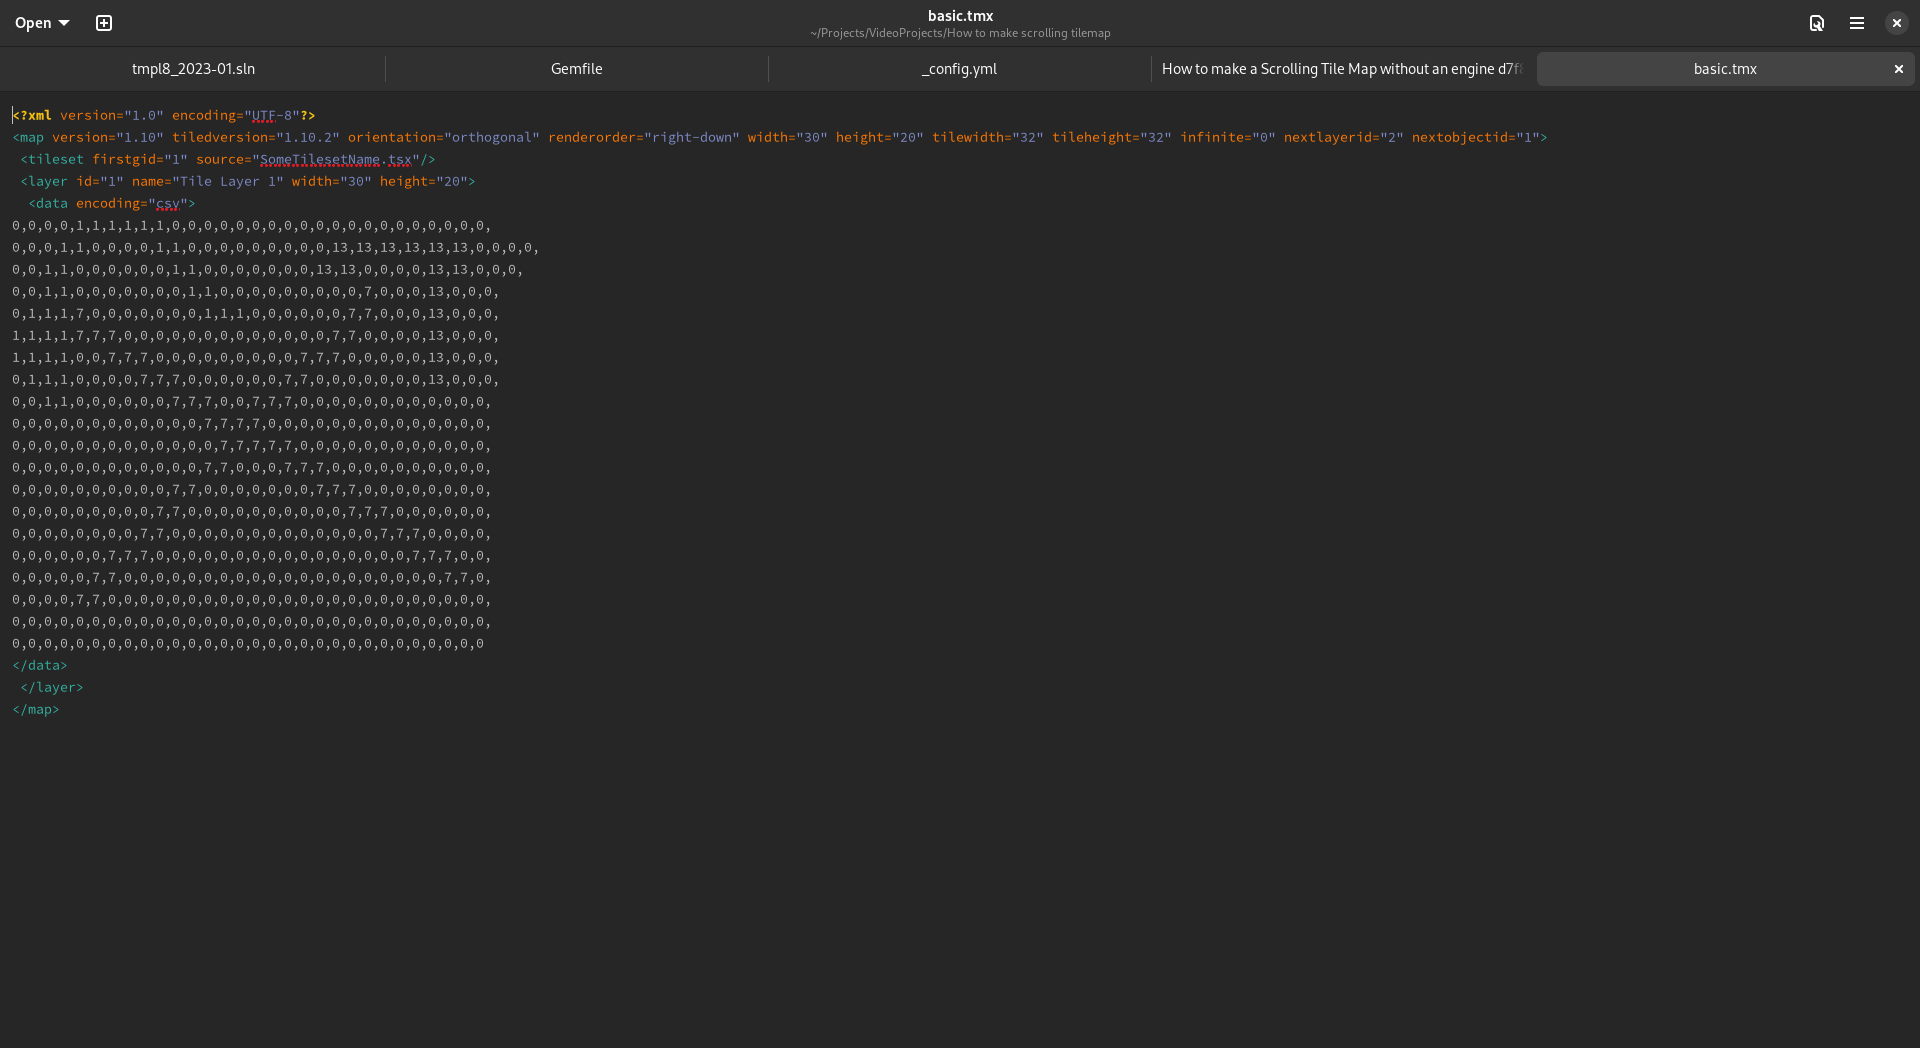 Open
basic.tmx
~/Projects/VideoProjects/How to make scrolling tilemap
tmpl8_2023-01.sln
Gemfile
_config.yml
How to make a Scrolling Tile Map without an engine d7f
basic.tmx
<?xml version="1.0" encoding="UTF-8"?>
<map version="1.10" tiledversion="1.10.2" orientation="orthogonal" renderorder="right-down" width="30" height="20" tilewidth="32" tileheight="32" infinite="0" nextlayerid="2" nextobjectid="1">
<tileset firstgid="1" source="SomeTilesetName.tsx"/>
<layer id="1" name="Tile Layer 1" width="30" height="20">
<data encoding="csv">
0,0,0,0,1,1,1,1,1,1,0,0,0,0,0,0,0,0,0,0,0,0,0,0,0,0,0,0,0,0,
0,0,0,1,1,0,0,0,0,1,1,0,0,0,0,0,0,0,0,0,13,13,13,13,13,13,0,0,0,0,
0,0,1,1,0,0,0,0,0,0,1,1,0,0,0,0,0,0,0,13,13,0,0,0,0,13,13,0,0,0,
0,0,1,1,0,0,0,0,0,0,0,1,1,0,0,0,0,0,0,0,0,0,7,0,0,0,13,0,0,0,
0,1,1,1,7,0,0,0,0,0,0,0,1,1,1,0,0,0,0,0,0,7,7,0,0,0,13,0,0,0,
1,1,1,1,7,7,7,0,0,0,0,0,0,0,0,0,0,0,0,0,7,7,0,0,0,0,13,0,0,0,
1,1,1,1,0,0,7,7,7,0,0,0,0,0,0,0,0,0,7,7,7,0,0,0,0,0,13,0,0,0,
0,1,1,1,0,0,0,0,7,7,7,0,0,0,0,0,0,7,7,0,0,0,0,0,0,0,13,0,0,0,
0,0,1,1,0,0,0,0,0,0,7,7,7,0,0,7,7,7,0,0,0,0,0,0,0,0,0,0,0,0,
0,0,0,0,0,0,0,0,0,0,0,0,7,7,7,7,0,0,0,0,0,0,0,0,0,0,0,0,0,0,
0,0,0,0,0,0,0,0,0,0,0,0,0,7,7,7,7,7,0,0,0,0,0,0,0,0,0,0,0,0,
0,0,0,0,0,0,0,0,0,0,0,0,7,7,0,0,0,7,7,7,0,0,0,0,0,0,0,0,0,0,
0,0,0,0,0,0,0,0,0,0,7,7,0,0,0,0,0,0,0,7,7,7,0,0,0,0,0,0,0,0,
0,0,0,0,0,0,0,0,0,7,7,0,0,0,0,0,0,0,0,0,0,7,7,7,0,0,0,0,0,0,
0,0,0,0,0,0,0,0,7,7,0,0,0,0,0,0,0,0,0,0,0,0,0,7,7,7,0,0,0,0,
0,0,0,0,0,0,7,7,7,0,0,0,0,0,0,0,0,0,0,0,0,0,0,0,0,7,7,7,0,0,
0,0,0,0,0,7,7,0,0,0,0,0,0,0,0,0,0,0,0,0,0,0,0,0,0,0,0,7,7,0,
0,0,0,0,7,7,0,0,0,0,0,0,0,0,0,0,0,0,0,0,0,0,0,0,0,0,0,0,0,0,
0,0,0,0,0,0,0,0,0,0,0,0,0,0,0,0,0,0,0,0,0,0,0,0,0,0,0,0,0,0,
0,0,0,0,0,0,0,0,0,0,0,0,0,0,0,0,0,0,0,0,0,0,0,0,0,0,0,0,0,0
</data>
</layer>
</map>